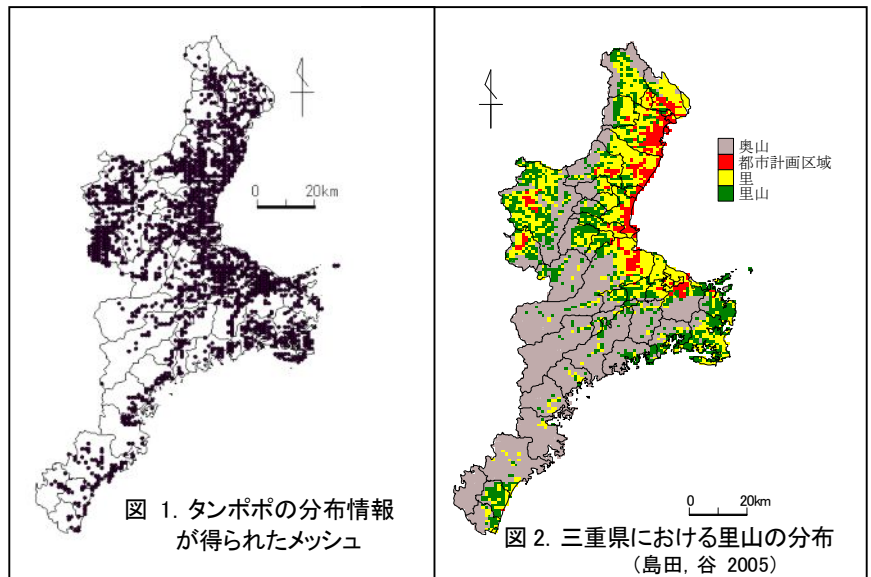 0 20km
図 1. タンポポの分布情報
が得られたメッシュ
奥山
都市計画区域
里
里山
0 20km
図 2. 三重県における里山の分布
(島田, 谷 2005)